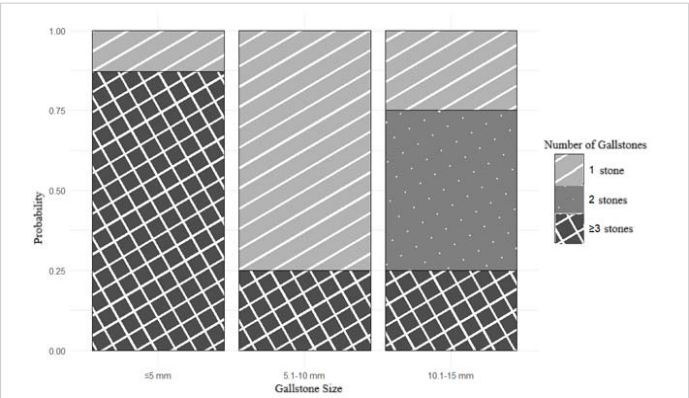 1.00
0.75
0.50
0.25
0.00
Probability
≤5 mm
5.1-10 mm
10.1-15 mm
Gallstone Size
Number of Gallstones
1 stone
2 stones
≥3 stones